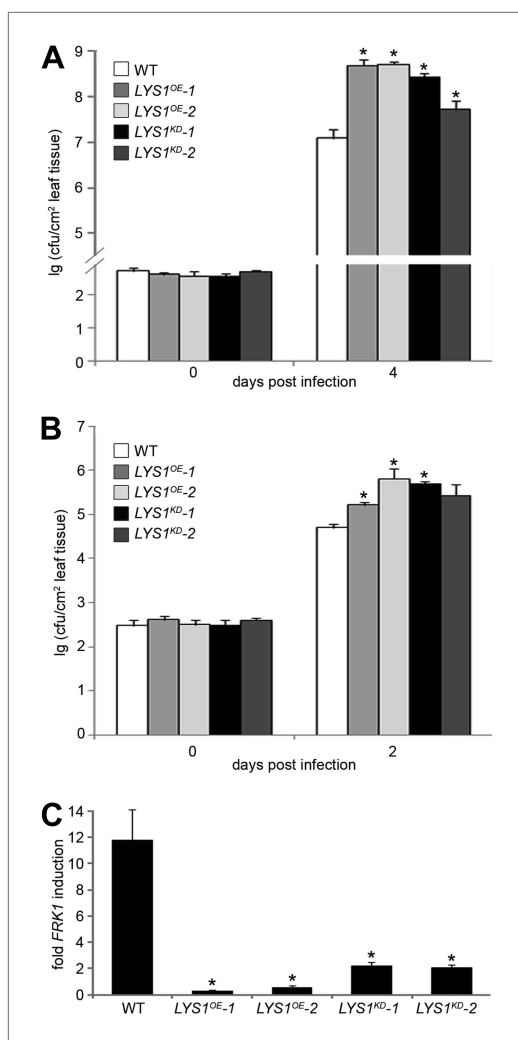 A
lg (cfu/cm² leaf tissue)
9
8
7
6
5
2
1
0
WT
LYS1ᴼᴱ-1
LYS1ᴼᴱ-2
LYS1ᴷᴰ-1
LYS1ᴷᴰ-2
* * * *
0 4
days post infection
B
lg (cfu/cm² leaf tissue)
7
6
5
4
3
2
1
0
WT
LYS1ᴼᴱ-1
LYS1ᴼᴱ-2
LYS1ᴷᴰ-1
LYS1ᴷᴰ-2
* * *
0 2
days post infection
C
fold FRK1 induction
14
12
10
8
6
4
2
0
* * * *
WT LYS1ᴼᴱ-1 LYS1ᴼᴱ-2 LYS1ᴷᴰ-1 LYS1ᴷᴰ-2